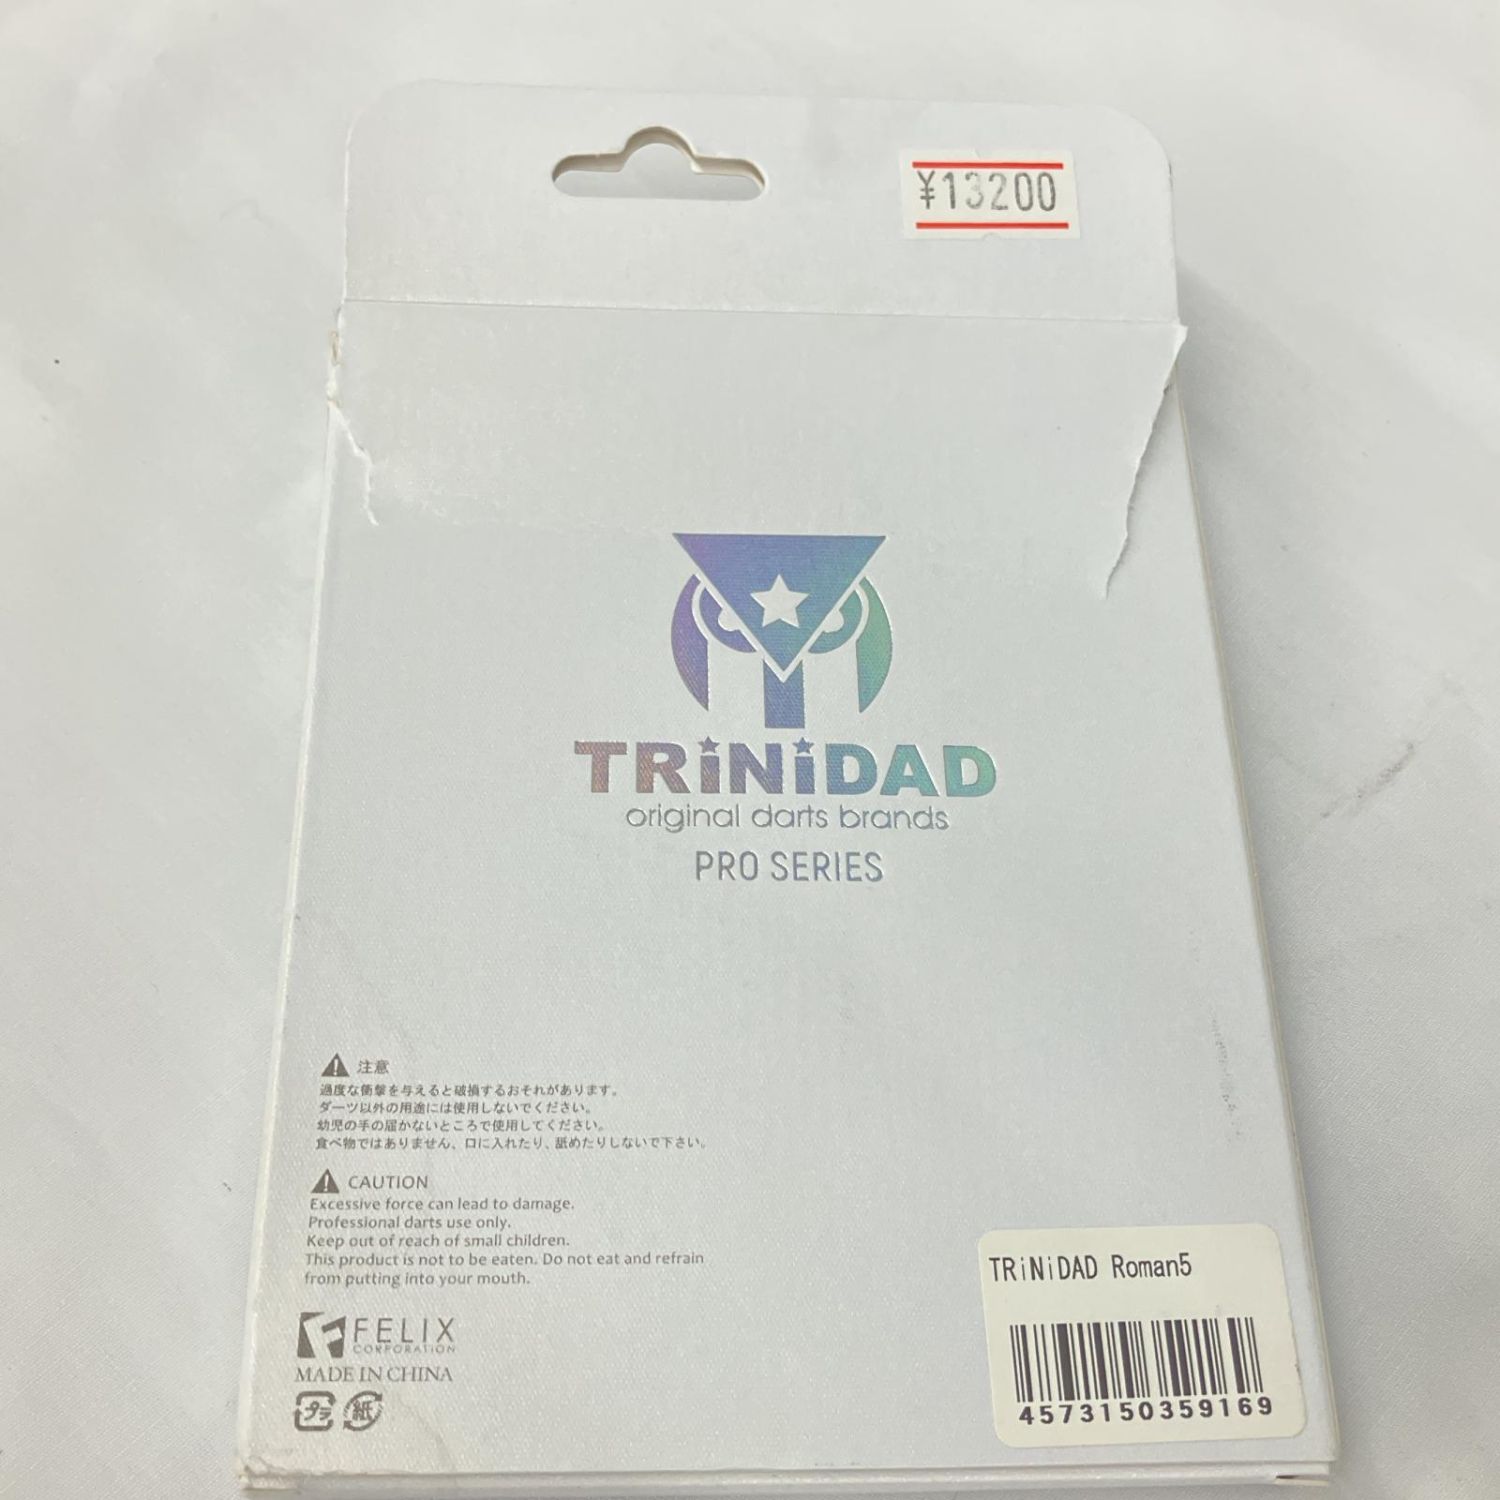 ¥13200
TRiNiDAD
original darts brands
PRO SERIES
注意
過度な衝撃を与えると破損するおそれがあります。
ダーツ以外の用途には使用しないでください。
幼児の手の届かないところで使用してください。
食べ物ではありません、口に入れたり、舐めたりしないで下さい。
CAUTION
Excessive force can lead to damage.
Professional darts use only.
Keep out of reach of small children.
This product is not to be eaten. Do not eat and refrain
from putting into your mouth.
FELIX
CORPORATION
MADE IN CHINA
プラ 紙
TRiNiDAD Roman5
4573150359169